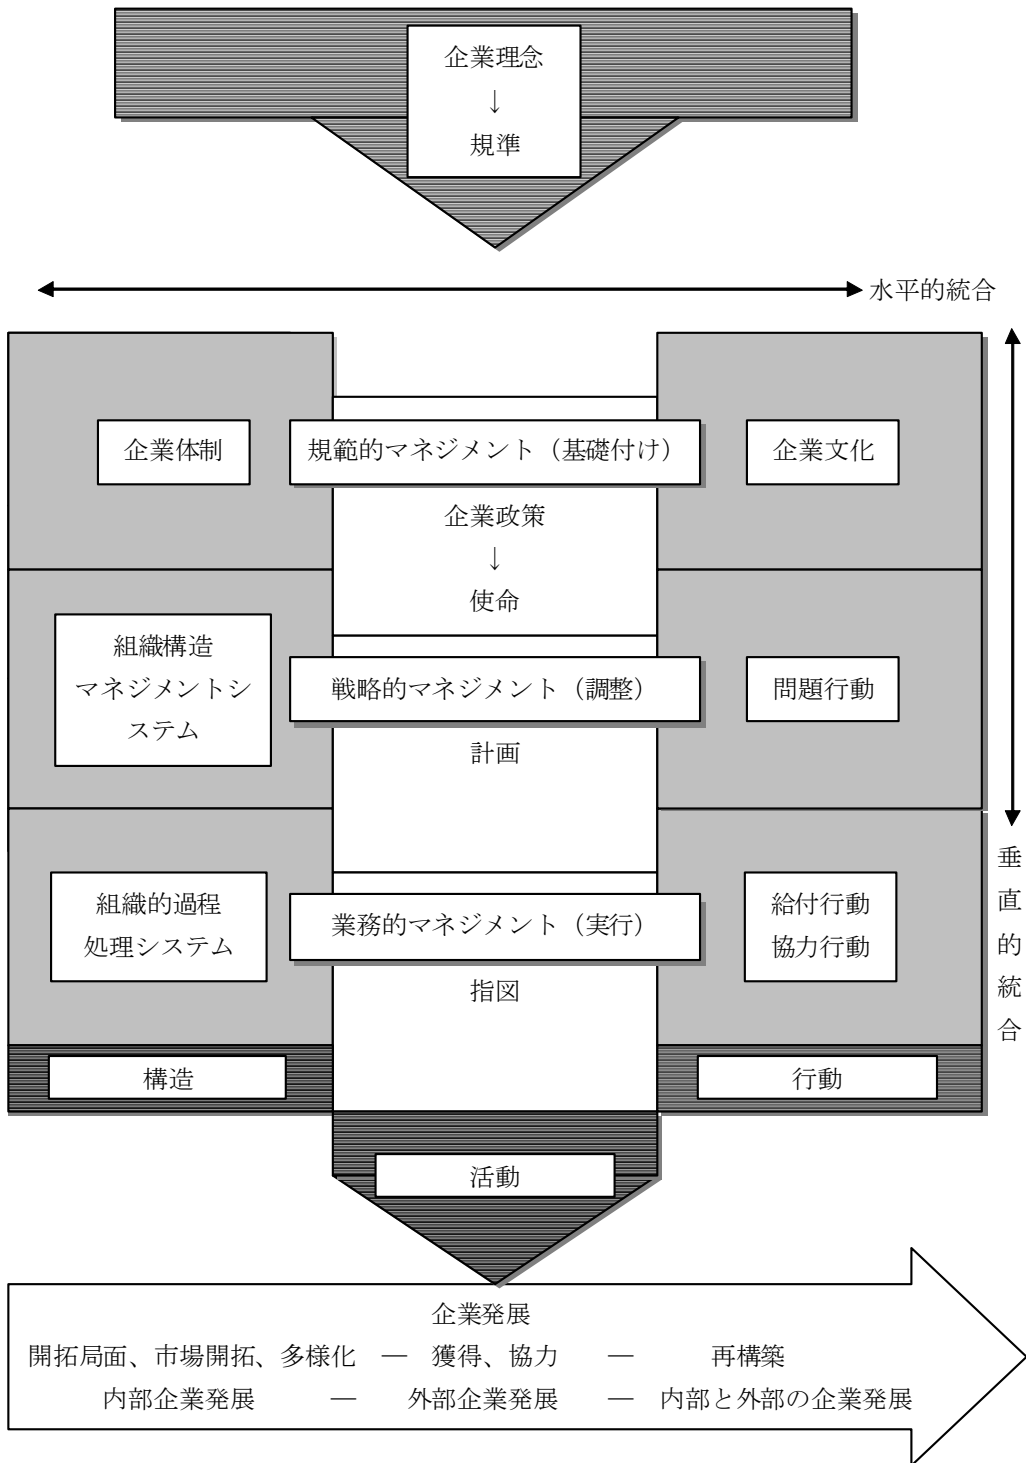 企業理念
↓
規準
水平的統合
企業体制
規範的マネジメント（基礎付け）
企業文化
企業政策
↓
使命
組織構造
マネジメントシ
ステム
戦略的マネジメント（調整）
問題行動
計画
組織的過程
処理システム
業務的マネジメント（実行）
給付行動
協力行動
指図
垂
直
的
統
合
構造
行動
活動
企業発展
開拓局面、市場開拓、多様化　―　獲得、協力　―　再構築
内部企業発展　―　外部企業発展　―　内部と外部の企業発展